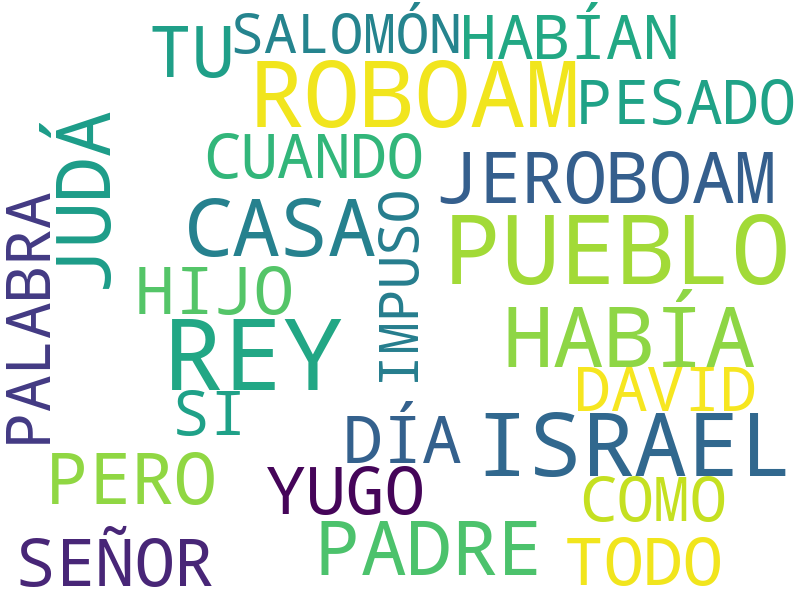 SALOMÓN
HABÍAN
TU
ROBOAM
PESADO
CUANDO
JUDÁ
JEROBOAM
CASA
IMPUSO
PALABRA
PUEBLO
HIJO
HABÍA
REY
DAVID
SI
DÍA
ISRAEL
PERO
YUGO
COMO
PADRE
SEÑOR
TODO